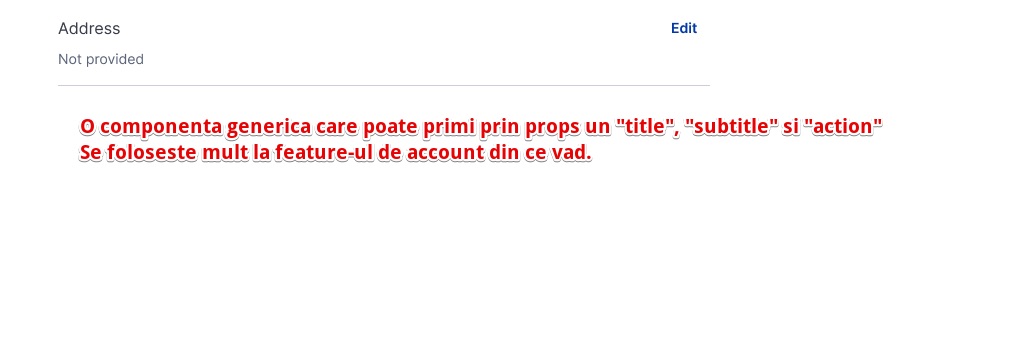 Address
Edit
Not provided
O componenta generica care poate primi prin props un "title", "subtitle" si "action"
Se foloseste mult la feature-ul de account din ce vad.